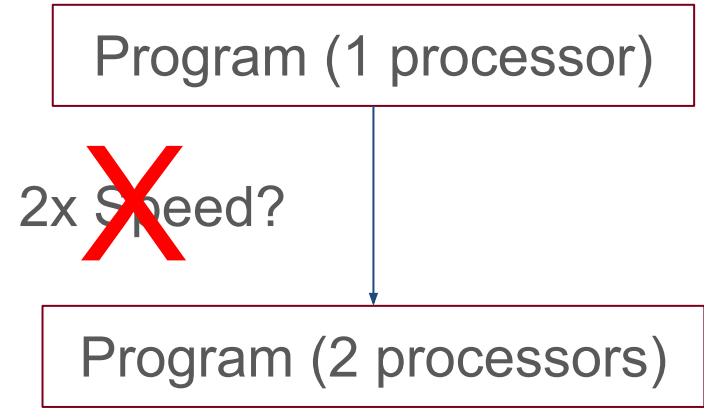 Program (1 processor)
2x Speed?
X
Program (2 processors)